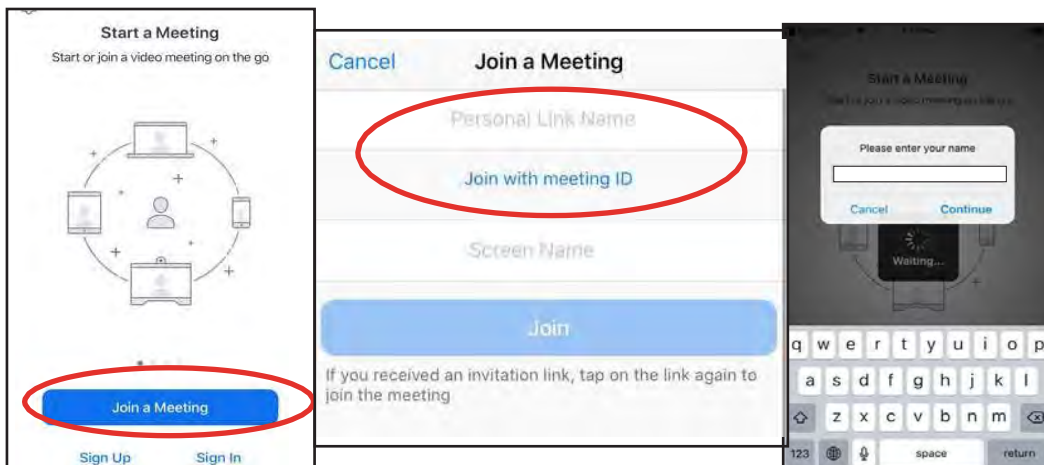 Start a Meeting
Start or join a video meeting on the go
Join a Meeting
Sign Up Sign In
Cancel Join a Meeting
Personal Link Name
Join with meeting ID
Screen Name
Join
If you received an invitation link, tap on the link again to
join the meeting
Start a Meeting
Please enter your name
Cancel Continue
Waiting...
q w e r t y u i o p
a s d f g h j k l
z x c v b n m
123 space return